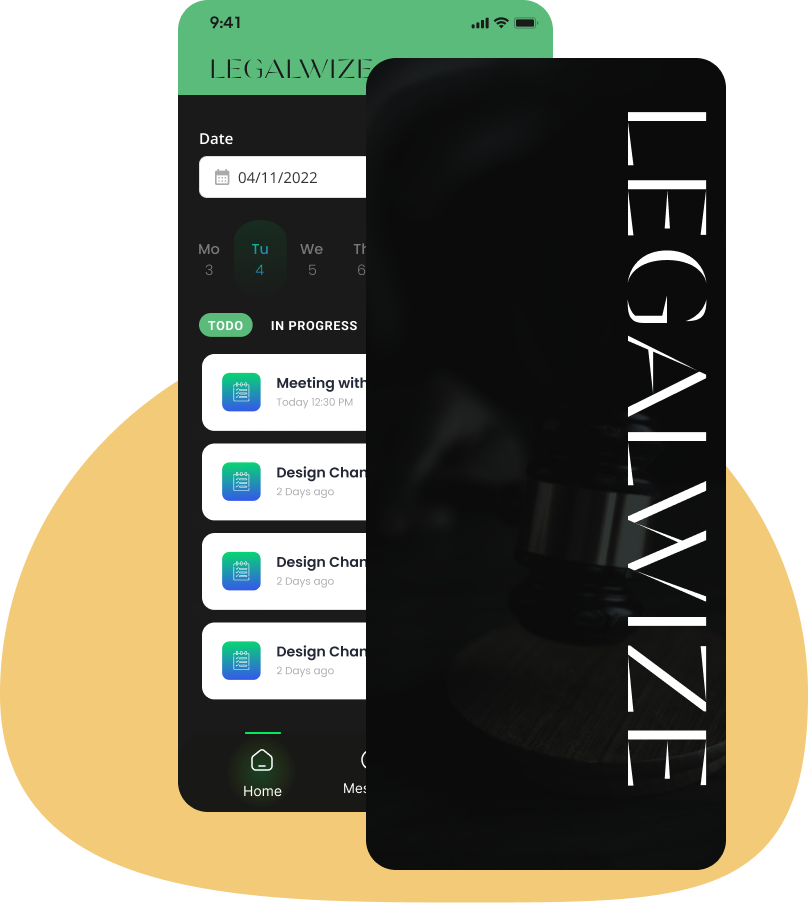 9:41
LEGALWIZE
Date
04/11/2022
Mo Tu We Th
3 4 5 6
TODO IN PROGRESS
Meeting with
Today 12:30 PM
Design Chan
2 Days ago
Design Chan
2 Days ago
Design Chan
2 Days ago
Home Mes
LEGALWIZE